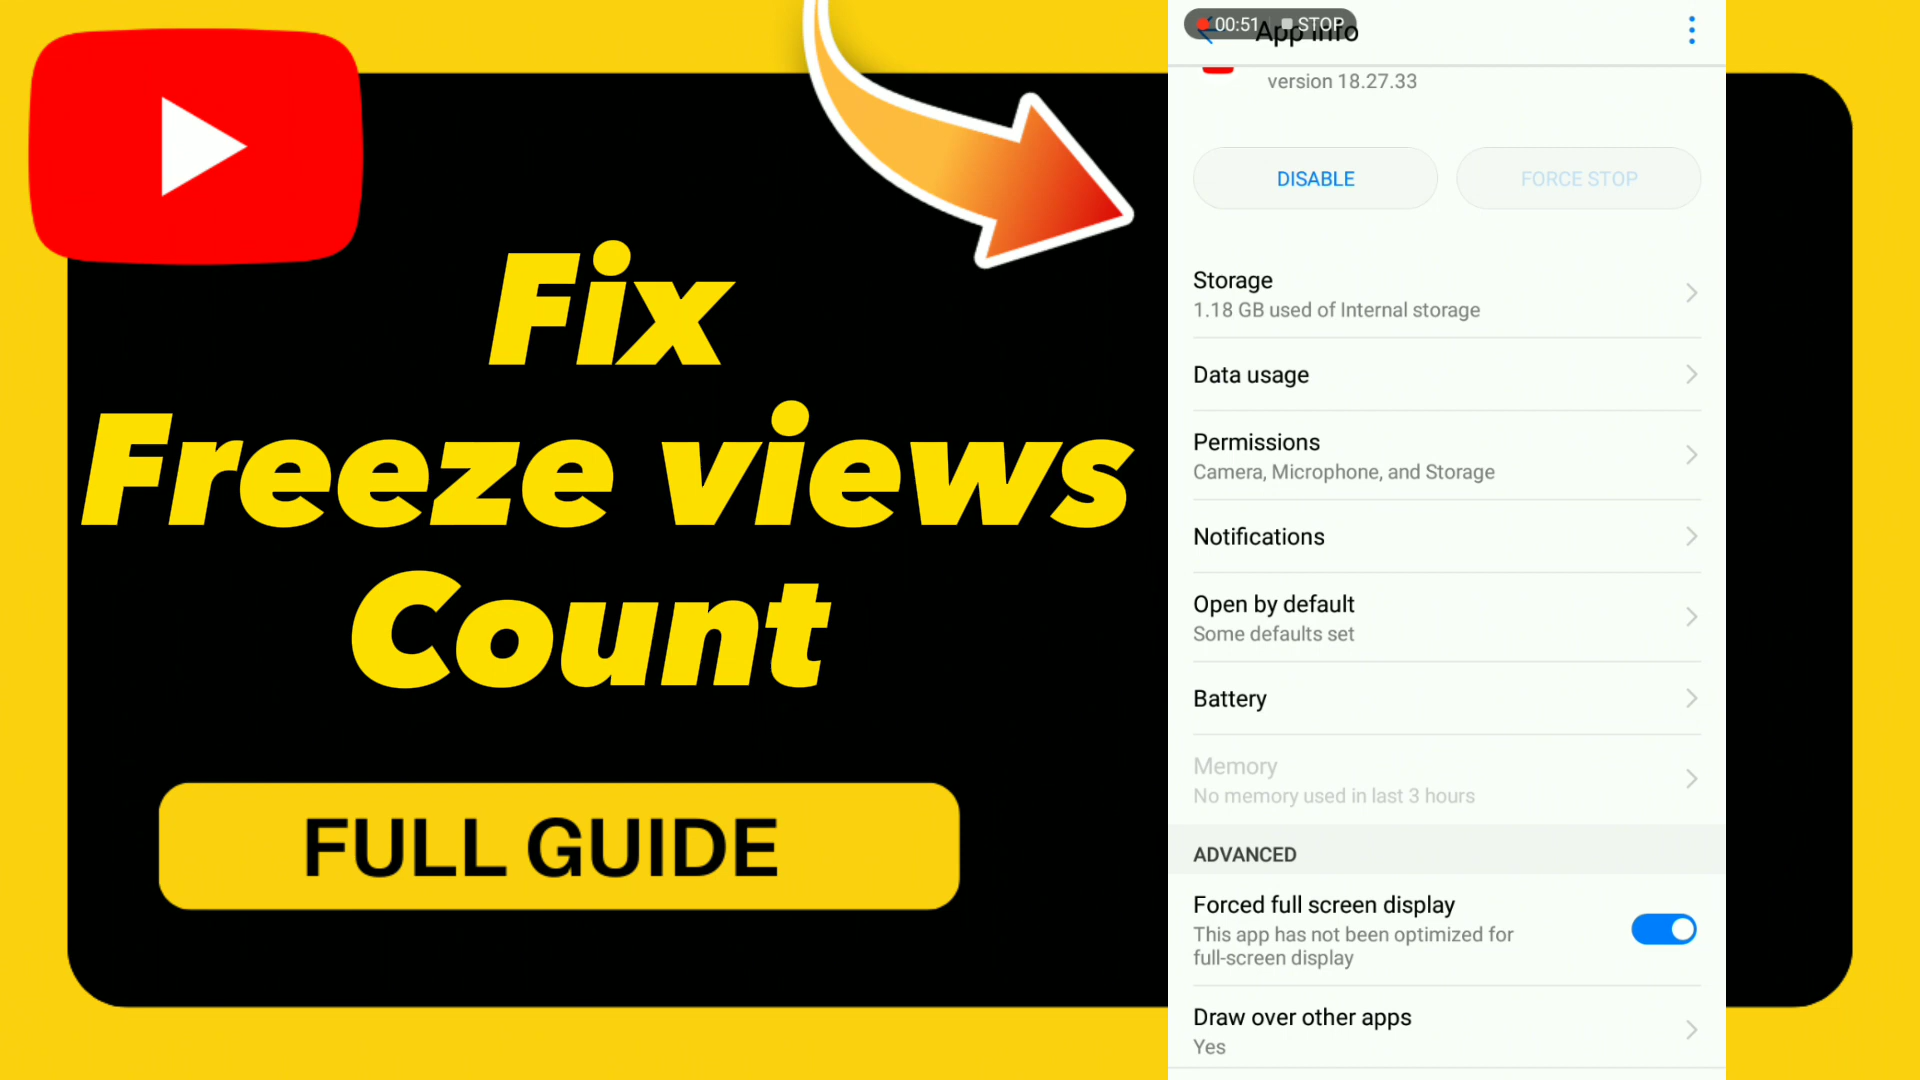 Fix
Freeze views
Count
FULL GUIDE
00:51 STOP
App info
version 18.27.33
DISABLE
FORCE STOP
Storage
1.18 GB used of Internal storage
Data usage
Permissions
Camera, Microphone, and Storage
Notifications
Open by default
Some defaults set
Battery
Memory
No memory used in last 3 hours
ADVANCED
Forced full screen display
This app has not been optimized for
full-screen display
Draw over other apps
Yes